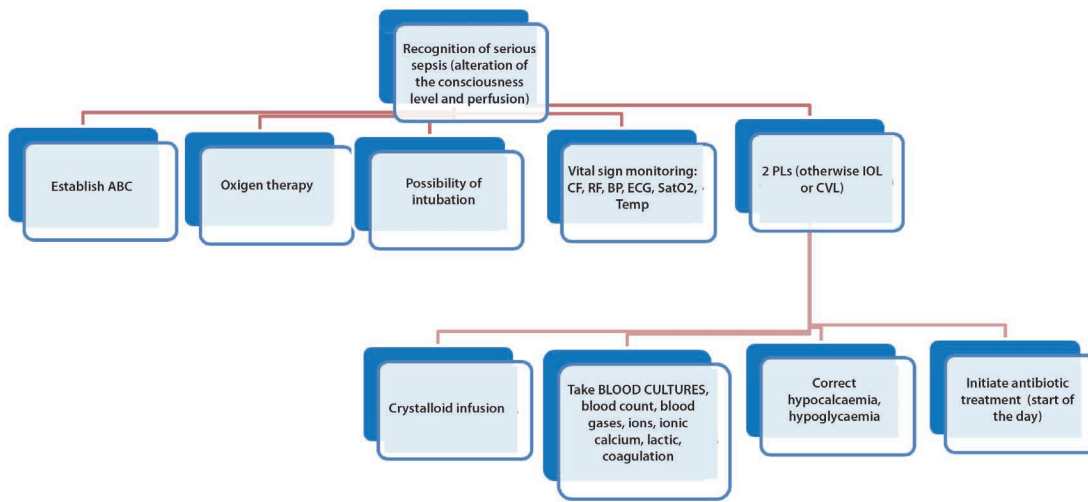 Recognition of serious
sepsis (alteration of
the consciousness
level and perfusion)
Establish ABC
Oxigen therapy
Possibility of
intubation
Vital sign monitoring:
CF, RF, BP, ECG, SatO2,
Temp
2 PLs (otherwise IOL
or CVL)
Crystalloid infusion
Take BLOOD CULTURES,
blood count, blood
gases, ions, ionic
calcium, lactic,
coagulation
Correct
hypocalcaemia,
hypoglycaemia
Initiate antibiotic
treatment (start of
the day)